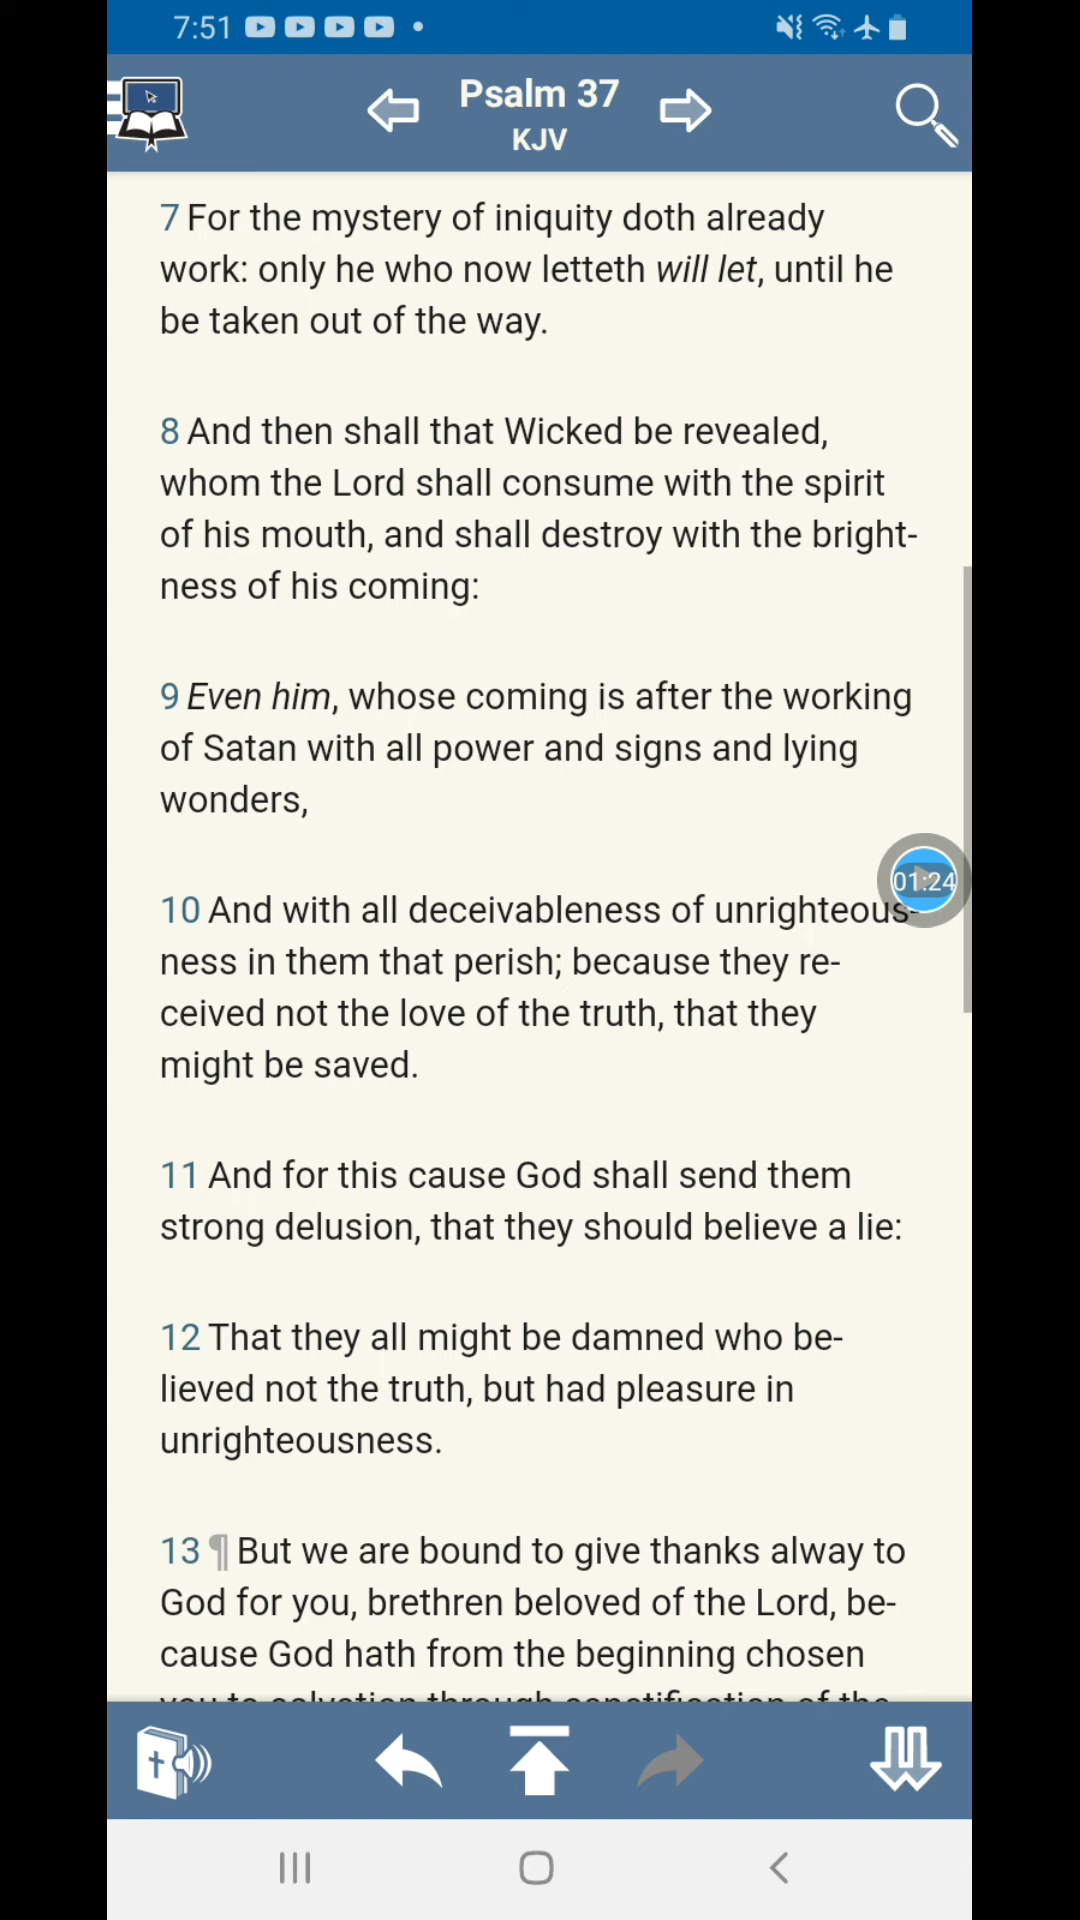 7:51
Psalm 37
KJV
7 For the mystery of iniquity doth already
work: only he who now letteth will let, until he
be taken out of the way.
8 And then shall that Wicked be revealed,
whom the Lord shall consume with the spirit
of his mouth, and shall destroy with the bright-
ness of his coming:
9 Even him, whose coming is after the working
of Satan with all power and signs and lying
wonders,
01:24
10 And with all deceivableness of unrighteous-
ness in them that perish; because they re-
ceived not the love of the truth, that they
might be saved.
11 And for this cause God shall send them
strong delusion, that they should believe a lie:
12 That they all might be damned who be-
lieved not the truth, but had pleasure in
unrighteousness.
13 ¶ But we are bound to give thanks alway to
God for you, brethren beloved of the Lord, be-
cause God hath from the beginning chosen
you to salvation through sanctification of the